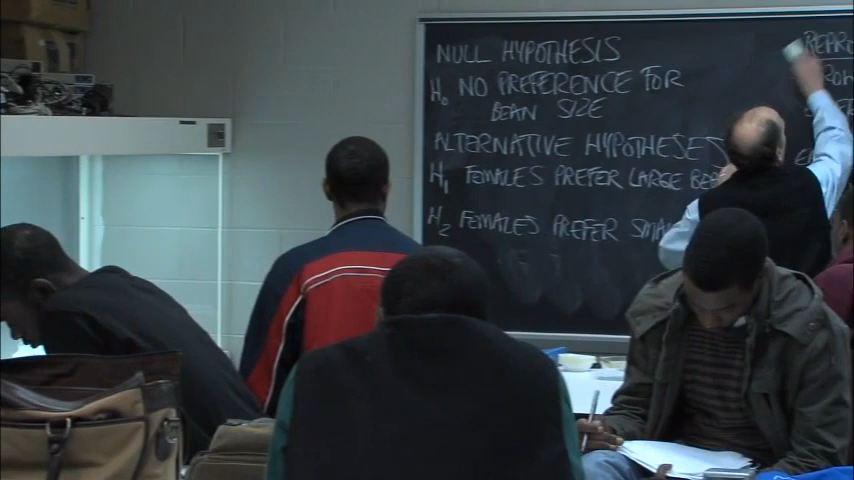 NULL HYPOTHESIS
H0 NO PREFERENCE FOR
BEAN SIZE
ALTERNATIVE HYPOTHESES
H1 FEMALES PREFER LARGE
H2 FEMALES PREFER